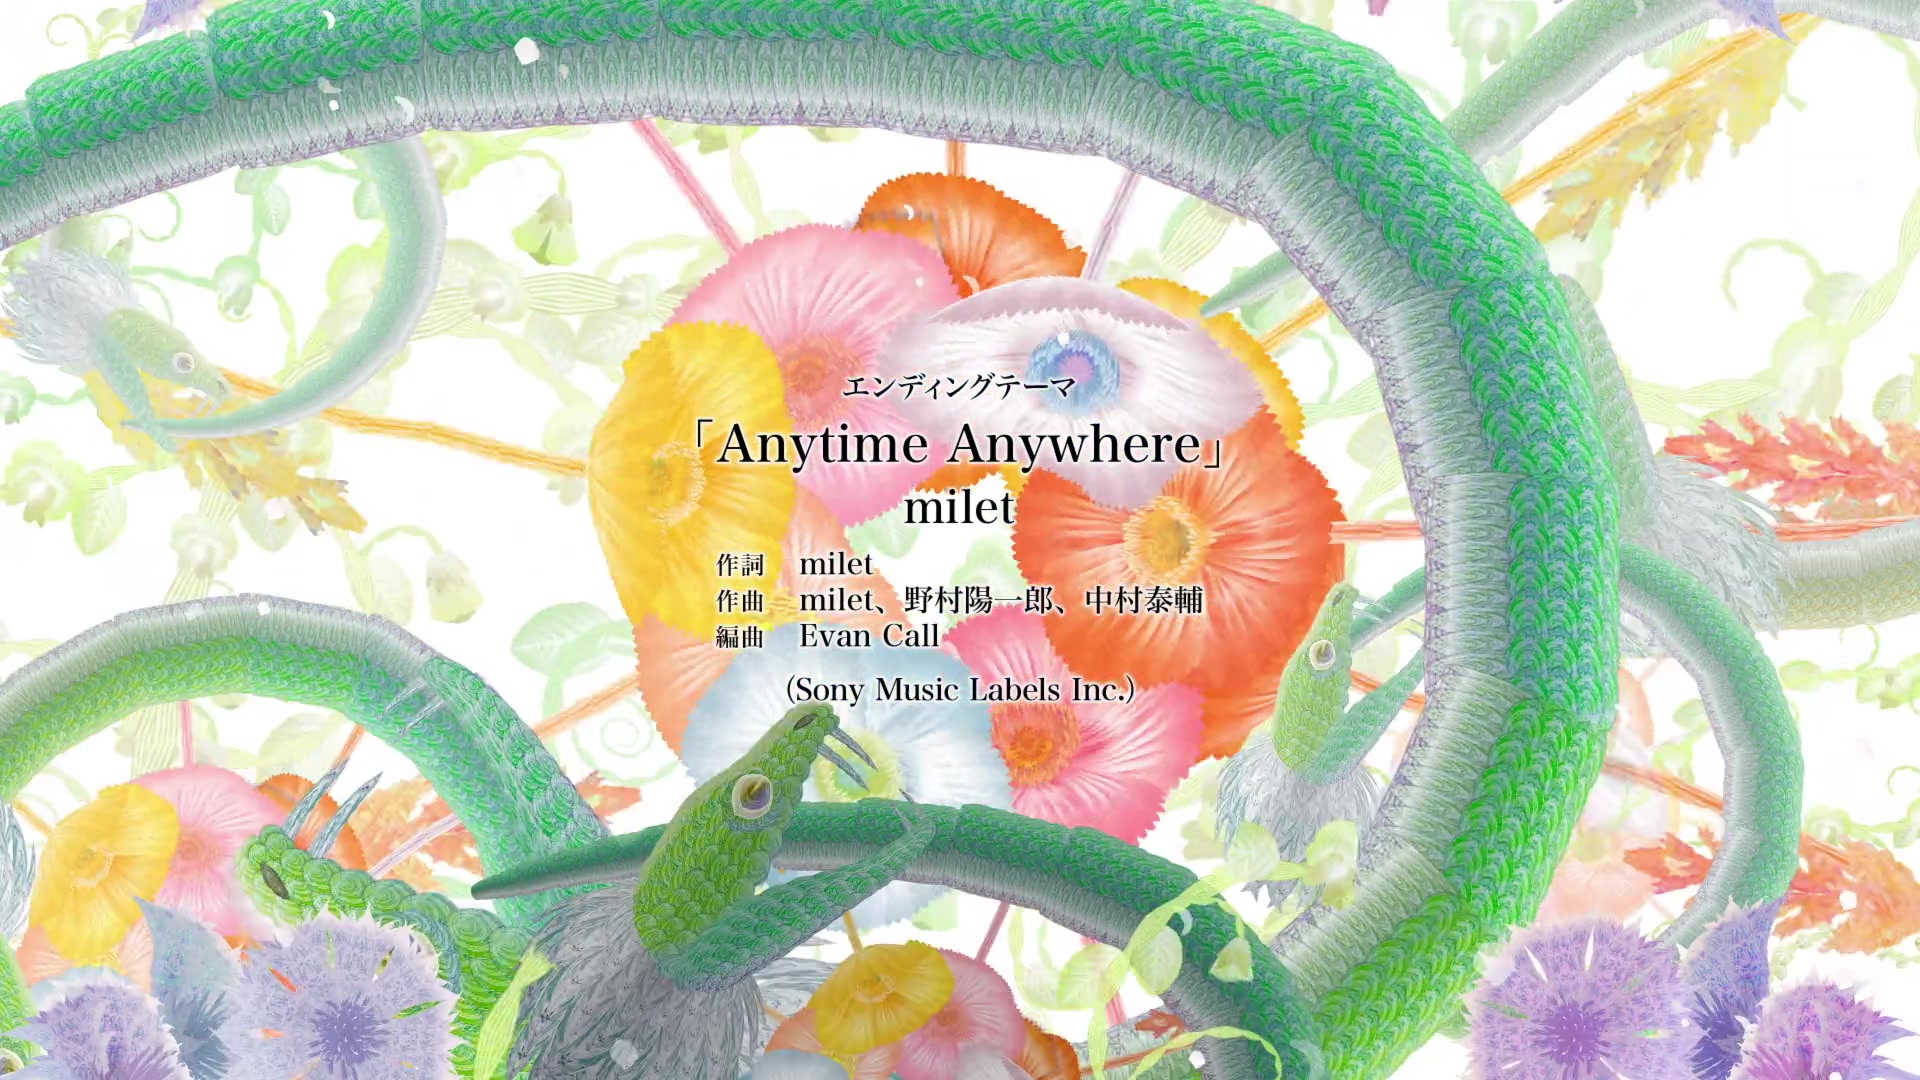 エンディングテーマ
「Anytime Anywhere」
milet
作詞 milet
作曲 milet、野村陽一郎、中村泰輔
編曲 Evan Call
(Sony Music Labels Inc.)